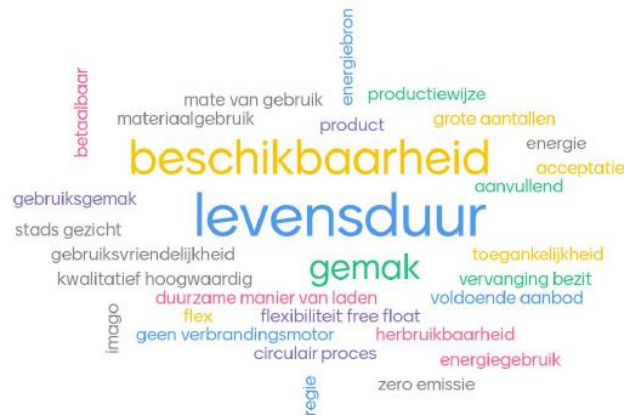 energiebron
betaalbaar
mate van gebruik
productiewijze
materiaalgebruik
product
grote aantallen
energie
beschikbaarheid
acceptatie
aanvullend
gebruiksgemak
levensduur
stads gezicht
gebruiksvriendelijkheid
toegankelijkheid
gemak
kwalitatief hoogwaardig
vervanging bezit
duurzame manier van laden
voldoende aanbod
imago
flex
flexibiliteit free float
geen verbrandingsmotor
herbruikbaarheid
circulair proces
energiegebruik
regie
zero emissie